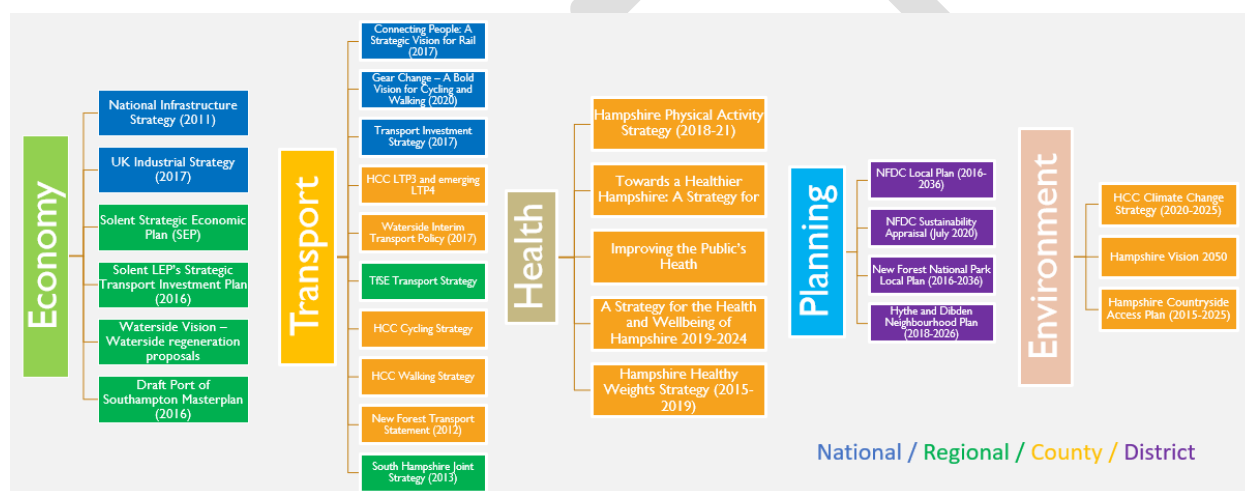 Economy
National Infrastructure
Strategy (2011)
UK Industrial Strategy
(2017)
Solent Strategic Economic
Plan (SEP)
Solent LEP's Strategic
Transport Investment Plan
(2016)
Waterside Vision –
Waterside regeneration
proposals
Draft Port of
Southampton Masterplan
(2016)
Transport
Connecting People: A
Strategic Vision for Rail
(2017)
Gear Change – A Bold
Vision for Cycling and
Walking (2020)
Transport Investment
Strategy (2017)
HCC LTP3 and emerging
LTP4
Waterside Interim
Transport Policy (2017)
TfSE Transport Strategy
HCC Cycling Strategy
HCC Walking Strategy
New Forest Transport
Statement (2012)
South Hampshire Joint
Strategy (2013)
Health
Hampshire Physical Activity
Strategy (2018-21)
Towards a Healthier
Hampshire: A Strategy for
Improving the Public's
Heath
A Strategy for the Health
and Wellbeing of
Hampshire 2019-2024
Hampshire Healthy
Weights Strategy (2015-
2019)
Planning
NFDC Local Plan (2016-
2036)
NFDC Sustainability
Appraisal (July 2020)
New Forest National Park
Local Plan (2016-2036)
Hythe and Dibden
Neighbourhood Plan
(2018-2026)
Environment
HCC Climate Change
Strategy (2020-2025)
Hampshire Vision 2050
Hampshire Countryside
Access Plan (2015-2025)
National / Regional / County / District